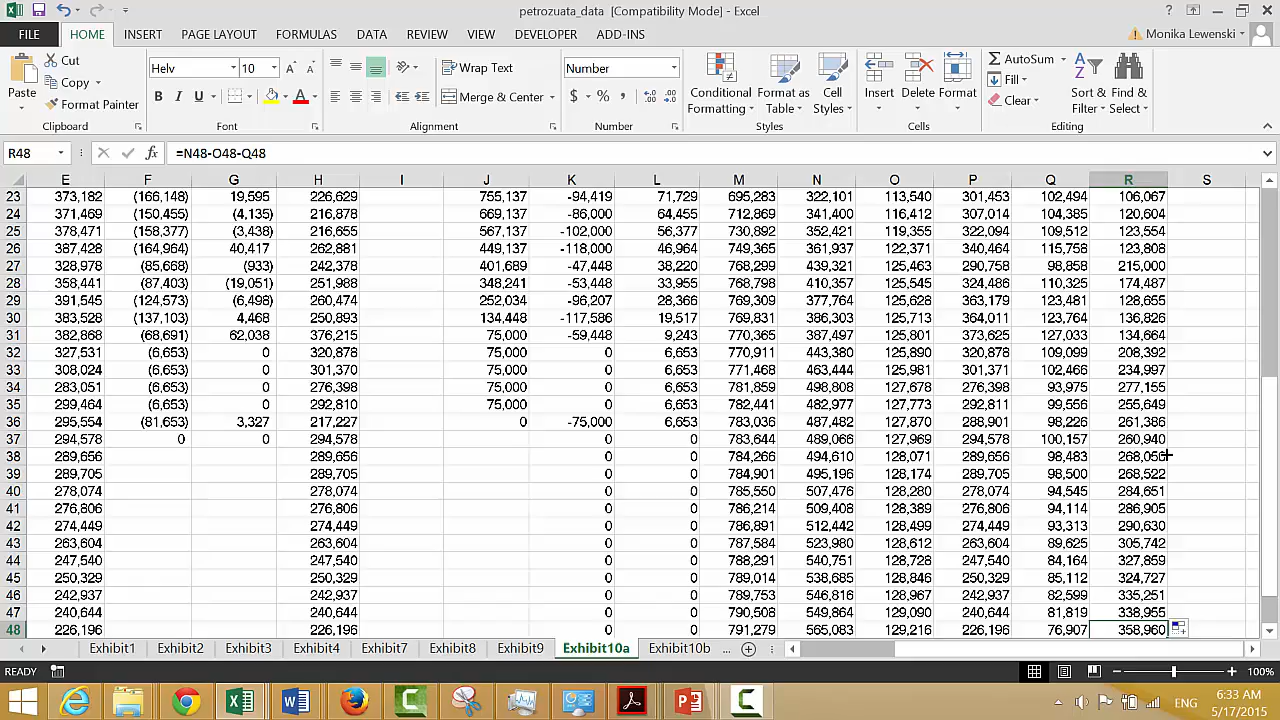 petrozuata_data [Compatibility Mode] - Excel
FILE HOME INSERT PAGE LAYOUT FORMULAS DATA REVIEW VIEW DEVELOPER ADD-INS Monika Lewenski
Paste Cut Copy Format Painter Clipboard
Helv 10 B I U A Font
Wrap Text Merge & Center Alignment
Number $ % , Number
Conditional Formatting Format as Table Cell Styles Styles
Insert Delete Format Cells
AutoSum Fill Clear Sort & Filter Find & Select Editing
R48 fx =N48-O48-Q48
E F G H I J K L M N O P Q R S
23 373,182 (166,148) 19,595 226,629 755,137 -94,419 71,729 695,283 322,101 113,540 301,453 102,494 106,067
24 371,469 (150,455) (4,135) 216,878 669,137 -86,000 64,455 712,869 341,400 116,412 307,014 104,385 120,604
25 378,471 (158,377) (3,438) 216,655 567,137 -102,000 56,377 730,892 352,421 119,355 322,094 109,512 123,554
26 387,428 (164,964) 40,417 262,881 449,137 -118,000 46,964 749,365 361,937 122,371 340,464 115,758 123,808
27 328,978 (85,668) (933) 242,378 401,689 -47,448 38,220 768,299 439,321 125,463 290,758 98,858 215,000
28 358,441 (87,403) (19,051) 251,988 348,241 -53,448 33,955 768,798 410,357 125,545 324,486 110,325 174,487
29 391,545 (124,573) (6,498) 260,474 252,034 -96,207 28,366 769,309 377,764 125,628 363,179 123,481 128,655
30 383,528 (137,103) 4,468 250,893 134,448 -117,586 19,517 769,831 386,303 125,713 364,011 123,764 136,826
31 382,868 (68,691) 62,038 376,215 75,000 -59,448 9,243 770,365 387,497 125,801 373,625 127,033 134,664
32 327,531 (6,653) 0 320,878 75,000 0 6,653 770,911 443,380 125,890 320,878 109,099 208,392
33 308,024 (6,653) 0 301,370 75,000 0 6,653 771,468 463,444 125,981 301,371 102,466 234,997
34 283,051 (6,653) 0 276,398 75,000 0 6,653 781,859 498,808 127,678 276,398 93,975 277,155
35 299,464 (6,653) 0 292,810 75,000 0 6,653 782,441 482,977 127,773 292,811 99,556 255,649
36 295,554 (81,653) 3,327 217,227 0 -75,000 6,653 783,036 487,482 127,870 288,901 98,226 261,386
37 294,578 0 0 294,578 0 0 783,644 489,066 127,969 294,578 100,157 260,940
38 289,656 289,656 0 0 784,266 494,610 128,071 289,656 98,483 268,056
39 289,705 289,705 0 0 784,901 495,196 128,174 289,705 98,500 268,522
40 278,074 278,074 0 0 785,550 507,476 128,280 278,074 94,545 284,651
41 276,806 276,806 0 0 786,214 509,408 128,389 276,806 94,114 286,905
42 274,449 274,449 0 0 786,891 512,442 128,499 274,449 93,313 290,630
43 263,604 263,604 0 0 787,584 523,980 128,612 263,604 89,625 305,742
44 247,540 247,540 0 0 788,291 540,751 128,728 247,540 84,164 327,859
45 250,329 250,329 0 0 789,014 538,685 128,846 250,329 85,112 324,727
46 242,937 242,937 0 0 789,753 546,816 128,967 242,937 82,599 335,251
47 240,644 240,644 0 0 790,508 549,864 129,090 240,644 81,819 338,955
48 226,196 226,196 0 0 791,279 565,083 129,216 226,196 76,907 358,960
... Exhibit1 Exhibit2 Exhibit3 Exhibit4 Exhibit7 Exhibit8 Exhibit9 Exhibit10a Exhibit10b ...
READY 100%
ENG 6:33 AM
5/17/2015